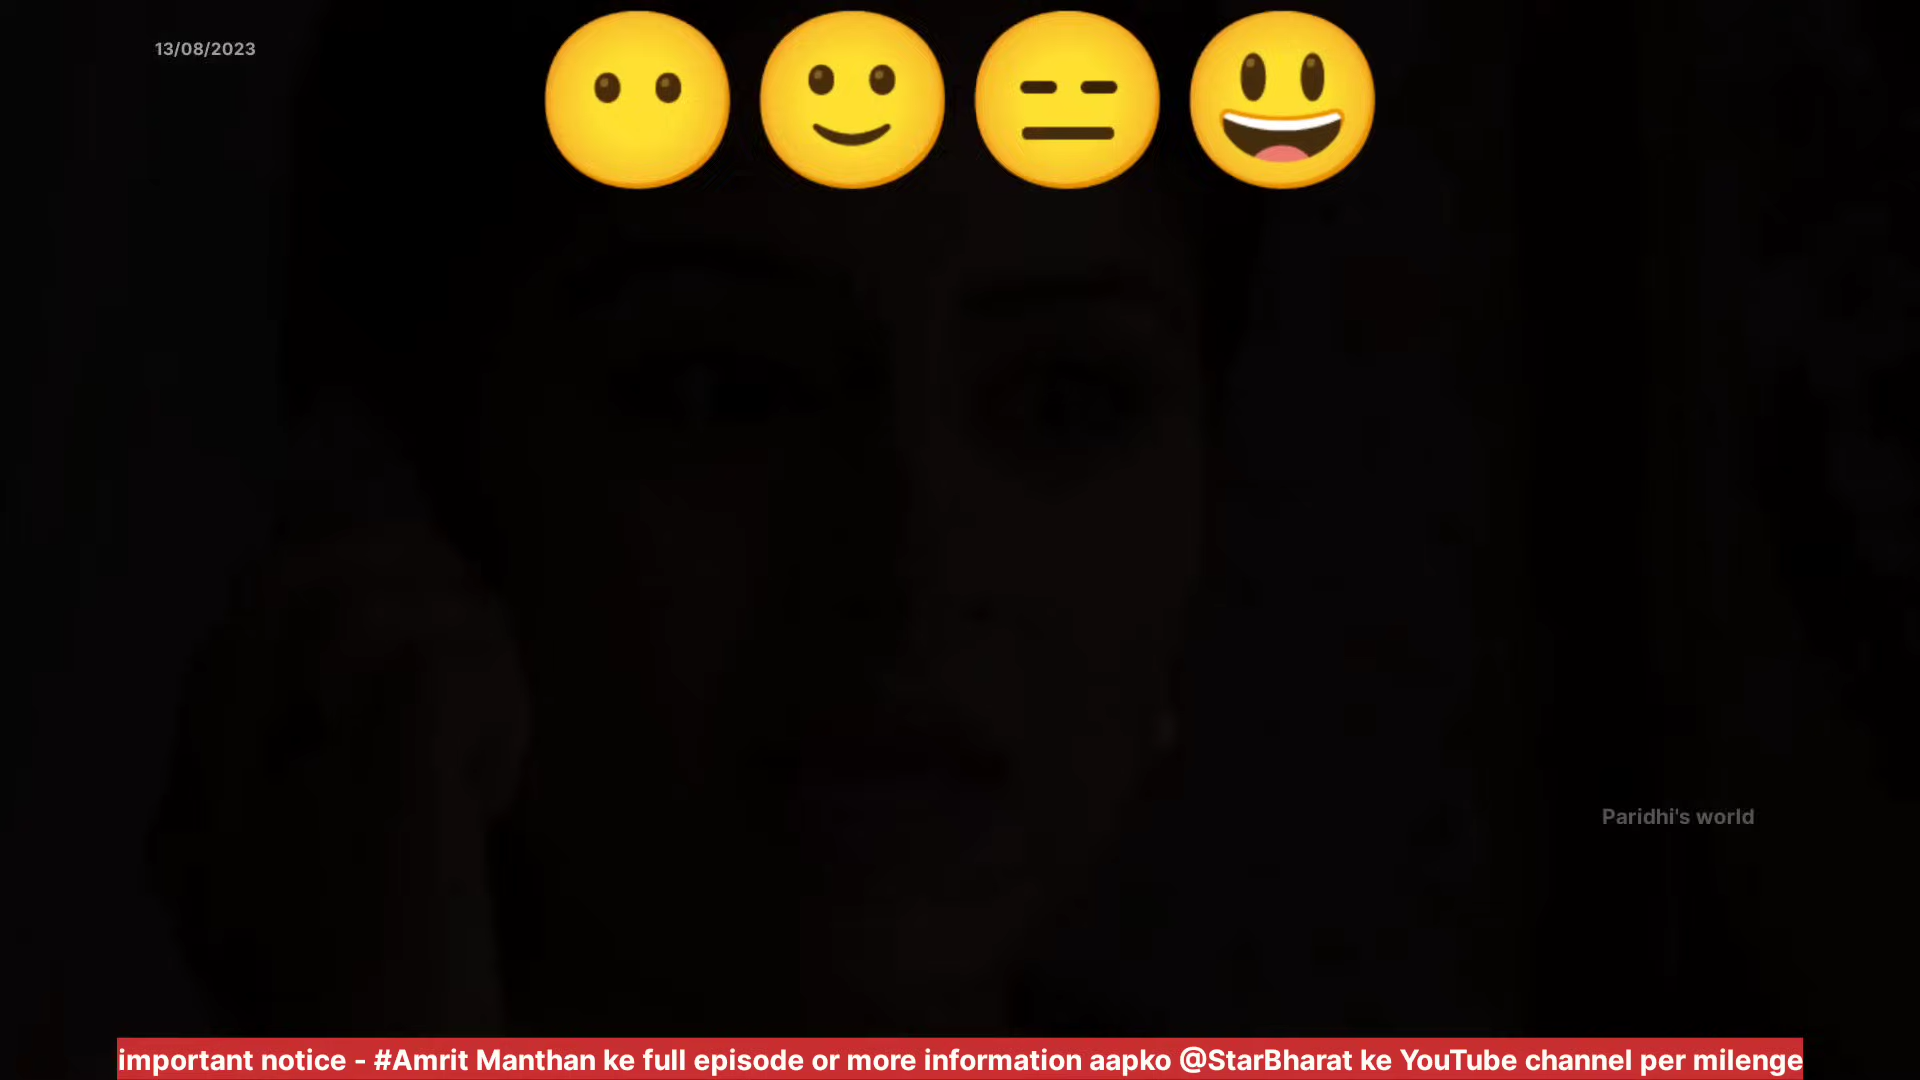 13/08/2023
Paridhi's world
important notice - #Amrit Manthan ke full episode or more information aapko @StarBharat ke YouTube channel per milenge